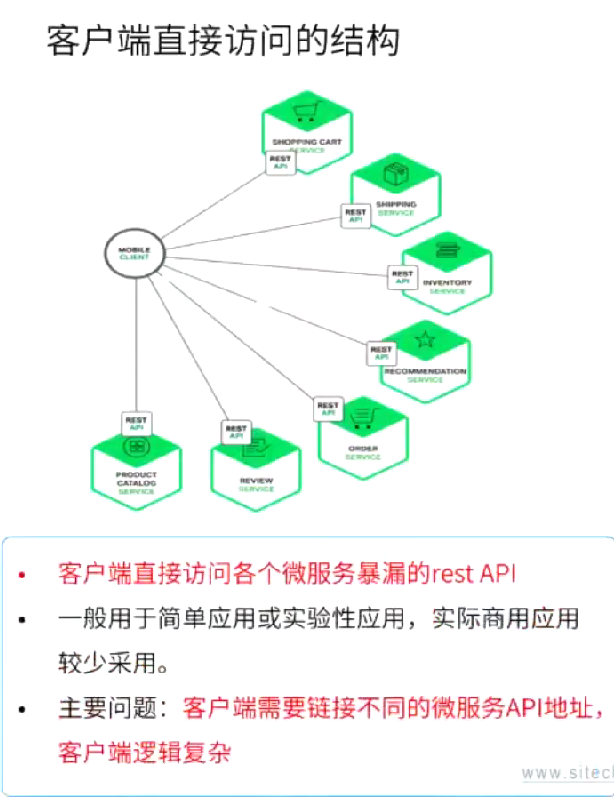 客户端直接访问的结构
SHOPPING CART
SERVICE
REST
API
SHIPPING
SERVICE
REST
API
MOBILE
CLIENT
REST
API
INVENTORY
SERVICE
REST
API
RECOMMENDATION
SERVICE
REST
API
ORDER
SERVICE
REST
API
REVIEW
SERVICE
REST
API
PRODUCT
CATALOG
SERVICE
• 客户端直接访问各个微服务暴漏的rest API
• 一般用于简单应用或实验性应用，实际商用应用
较少采用。
• 主要问题：客户端需要链接不同的微服务API地址，
客户端逻辑复杂
www.sitech